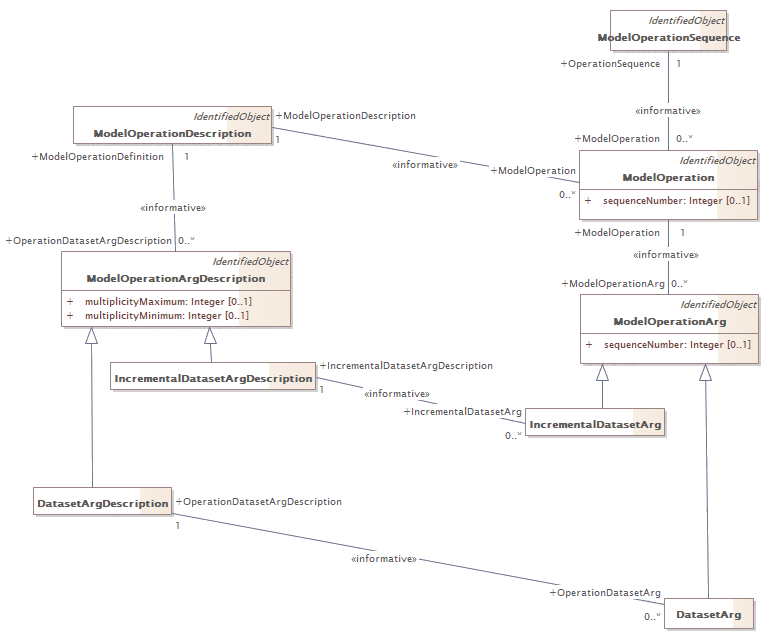 IdentifiedObject
ModelOperationSequence
+OperationSequence 1
«informative»
+ModelOperation 0..*
IdentifiedObject
ModelOperationDescription
+ModelOperationDescription
1
+ModelOperationDefinition 1
«informative»
+ModelOperation
0..*
IdentifiedObject
ModelOperation
+ sequenceNumber: Integer [0..1]
«informative»
+OperationDatasetArgDescription 0..*
+ModelOperation 1
«informative»
+ModelOperationArg 0..*
IdentifiedObject
ModelOperationArgDescription
+ multiplicityMaximum: Integer [0..1]
+ multiplicityMinimum: Integer [0..1]
IdentifiedObject
ModelOperationArg
+ sequenceNumber: Integer [0..1]
IncrementalDatasetArgDescription
+IncrementalDatasetArgDescription
1
«informative»
+IncrementalDatasetArg
0..*
IncrementalDatasetArg
DatasetArgDescription
+OperationDatasetArgDescription
1
«informative»
+OperationDatasetArg
0..*
DatasetArg